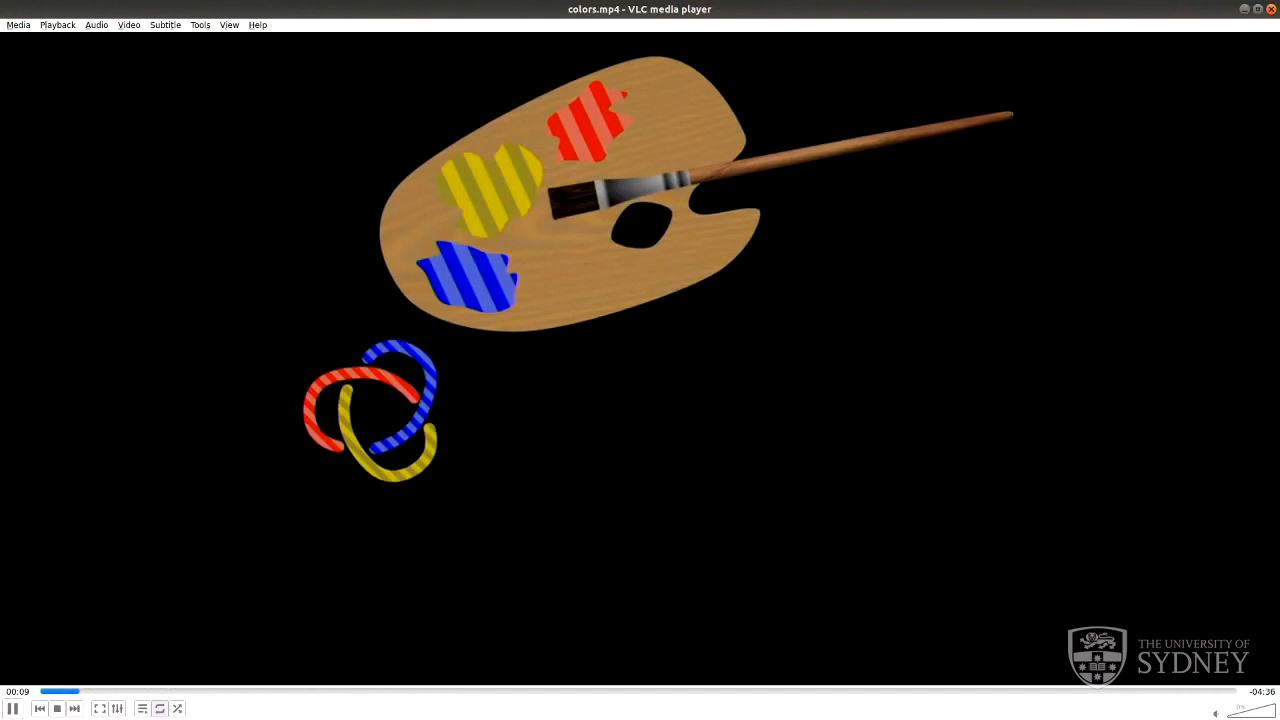 colors.mp4 - VLC media player
Media Playback Audio Video Subtitle Tools View Help
THE UNIVERSITY OF
SYDNEY
00:09
-04:36
0%